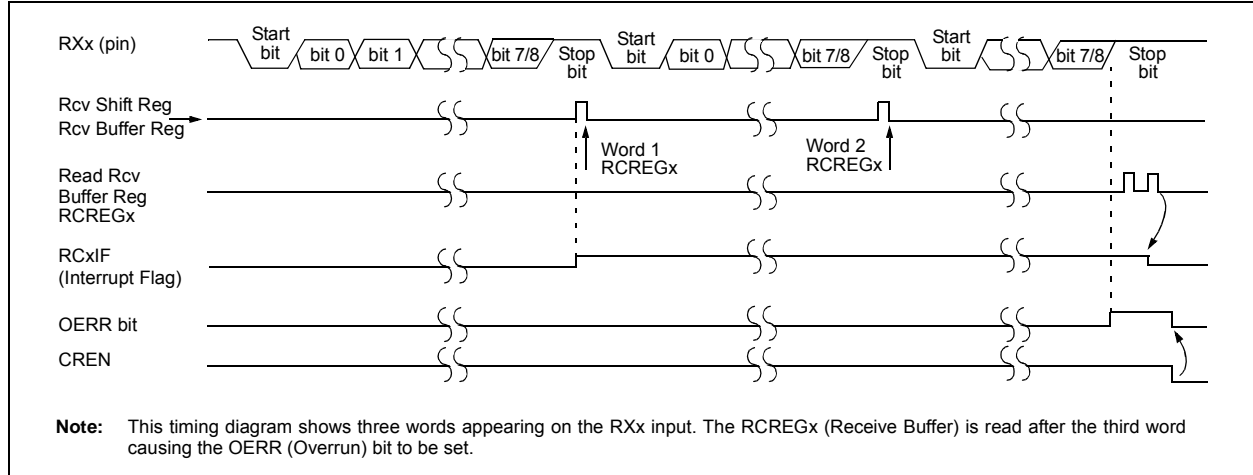 RXx (pin)
Start bit
bit 0
bit 1
bit 7/8
Stop bit
Start bit
bit 0
bit 7/8
Stop bit
Start bit
bit 7/8
Stop bit
Rcv Shift Reg
Rcv Buffer Reg
Word 1
RCREGx
Word 2
RCREGx
Read Rcv
Buffer Reg
RCREGx
RCxIF
(Interrupt Flag)
OERR bit
CREN
Note: This timing diagram shows three words appearing on the RXx input. The RCREGx (Receive Buffer) is read after the third word
causing the OERR (Overrun) bit to be set.